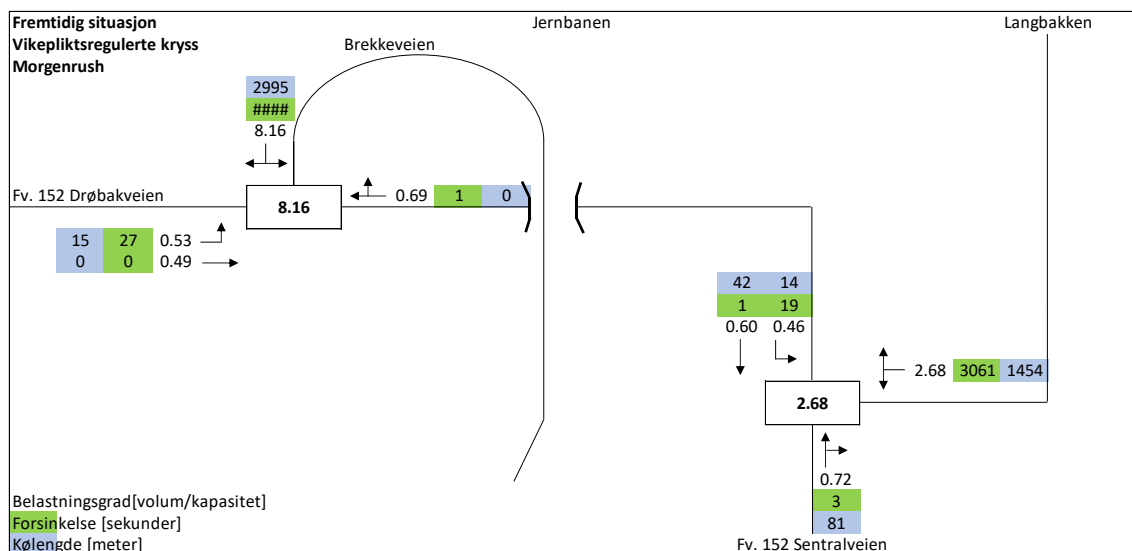 Fremtidig situasjon
Jernbanen
Langbakken
Vikepliktsregulerte kryss
Brekkeveien
Morgenrush
2995
####
8.16
Fv. 152 Drøbakveien
8.16
0.69 1 0
15 27 0.53
0 0 0.49
42 14
1 19
0.60 0.46
2.68 3061 1454
2.68
0.72
3
81
Belastningsgrad[volum/kapasitet]
Forsinkelse [sekunder]
Kølengde [meter]
Fv. 152 Sentralveien